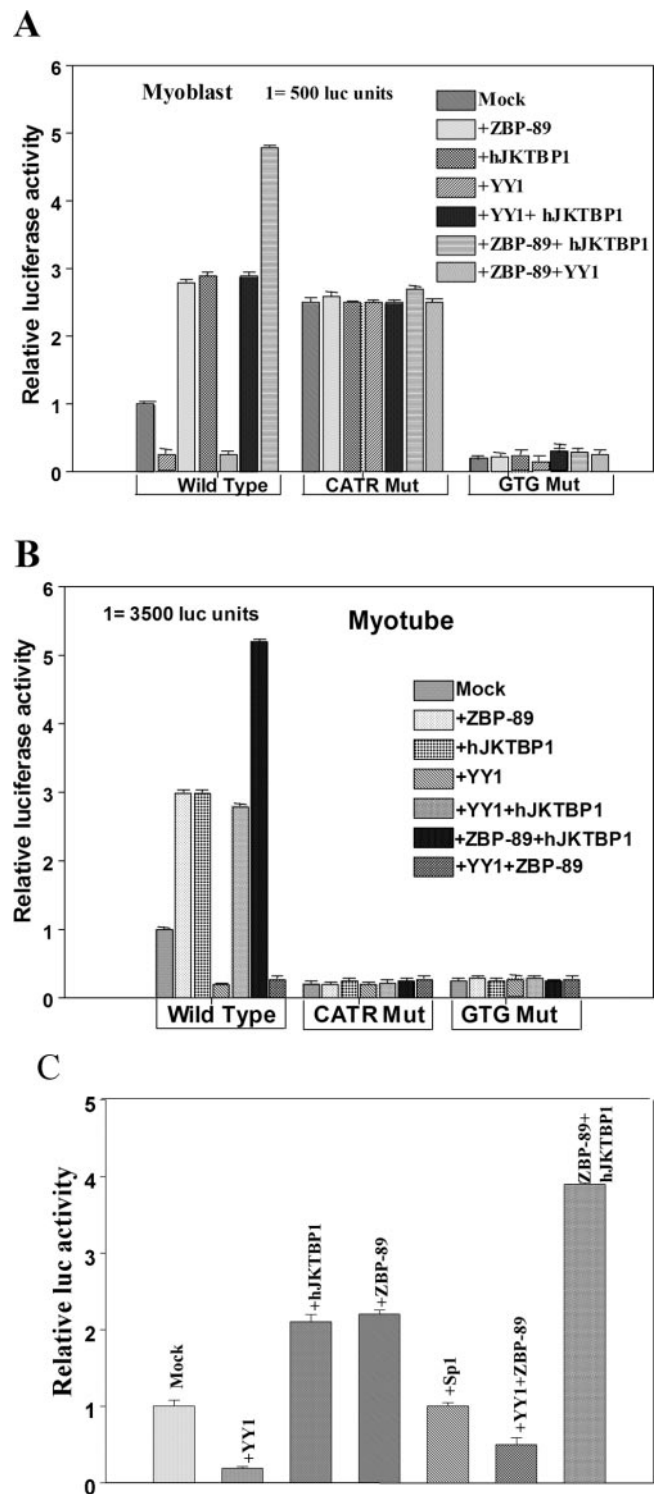 A
6
5
4
3
2
1
0
Relative luciferase activity
Myoblast 1= 500 luc units
Mock
+ZBP-89
+hJKTBP1
+YY1
+YY1+ hJKTBP1
+ZBP-89+ hJKTBP1
+ZBP-89+YY1
Wild Type CATR Mut GTG Mut
B
6
5
4
3
2
1
0
Relative luciferase activity
1= 3500 luc units Myotube
Mock
+ZBP-89
+hJKTBP1
+YY1
+YY1+hJKTBP1
+ZBP-89+hJKTBP1
+YY1+ZBP-89
Wild Type CATR Mut GTG Mut
C
5
4
3
2
1
0
Relative luc activity
Mock
+YY1
+hJKTBP1
+ZBP-89
+Sp1
+YY1+ZBP-89
ZBP-89+
hJKTBP1